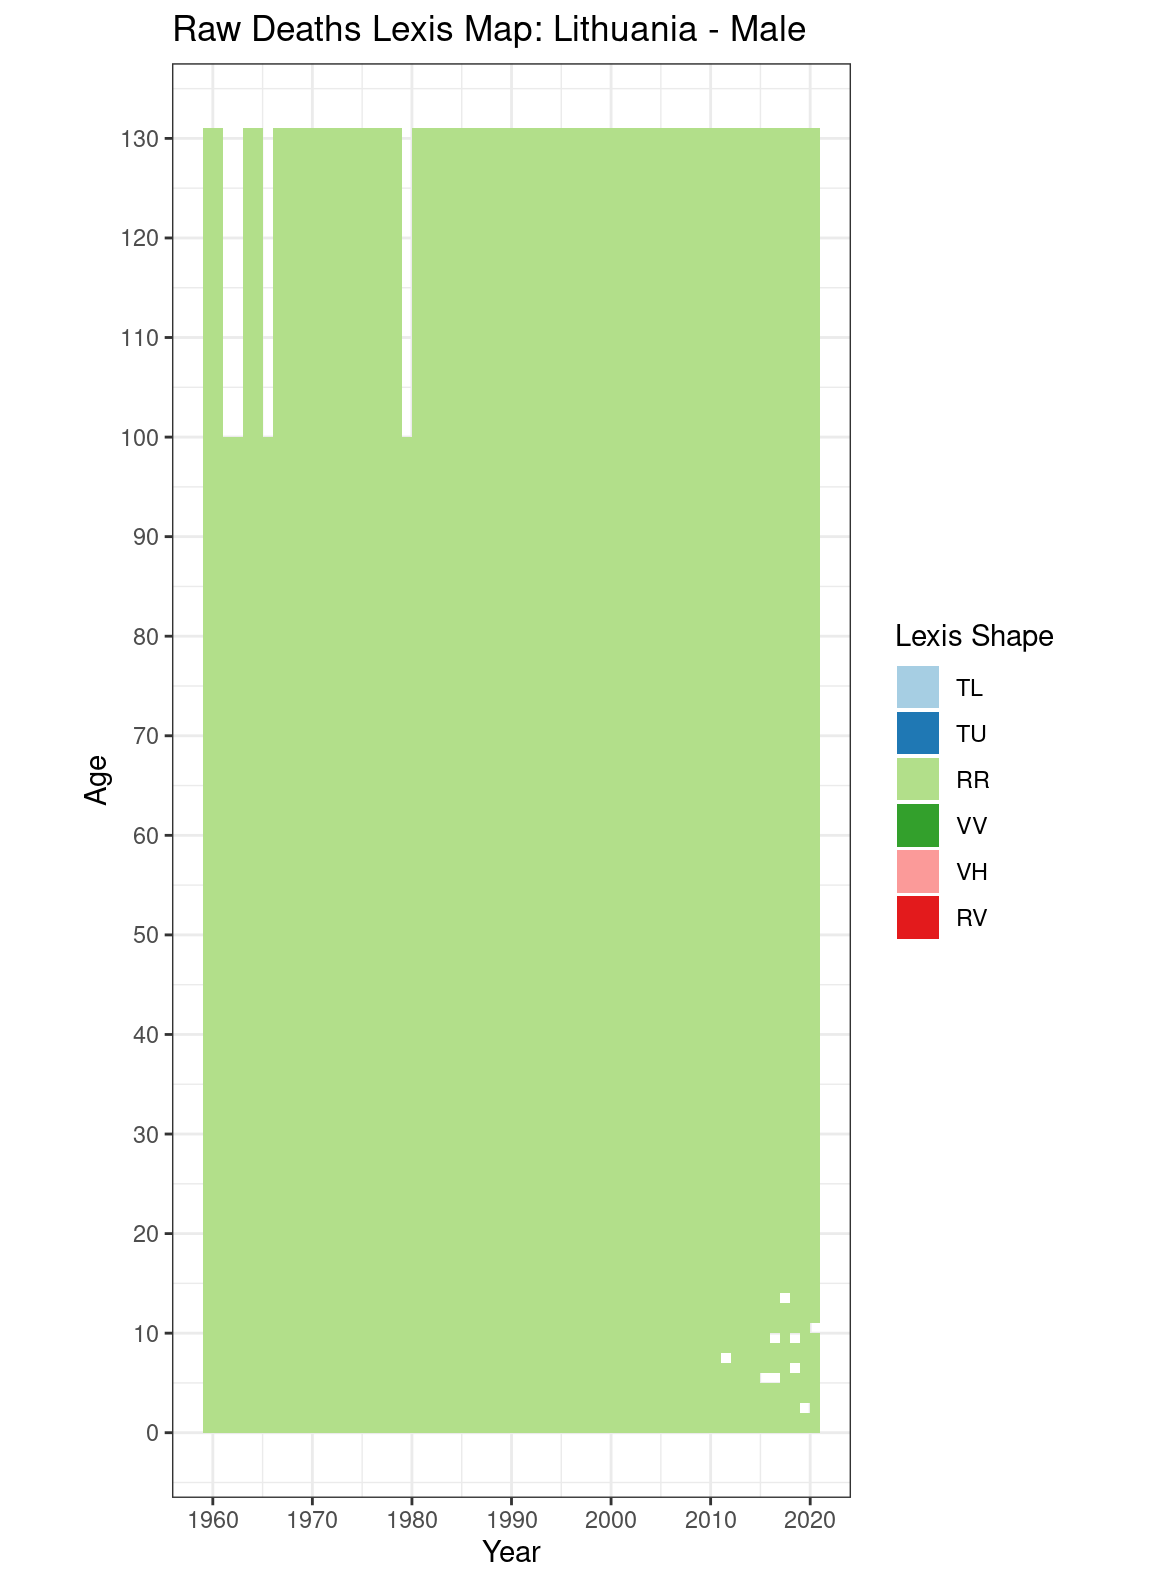 Raw Deaths Lexis Map: Lithuania - Male
130
120
110
100
90
80
70
60
50
40
30
20
10
0
Age
1960 1970 1980 1990 2000 2010 2020
Year
Lexis Shape
TL
TU
RR
VV
VH
RV